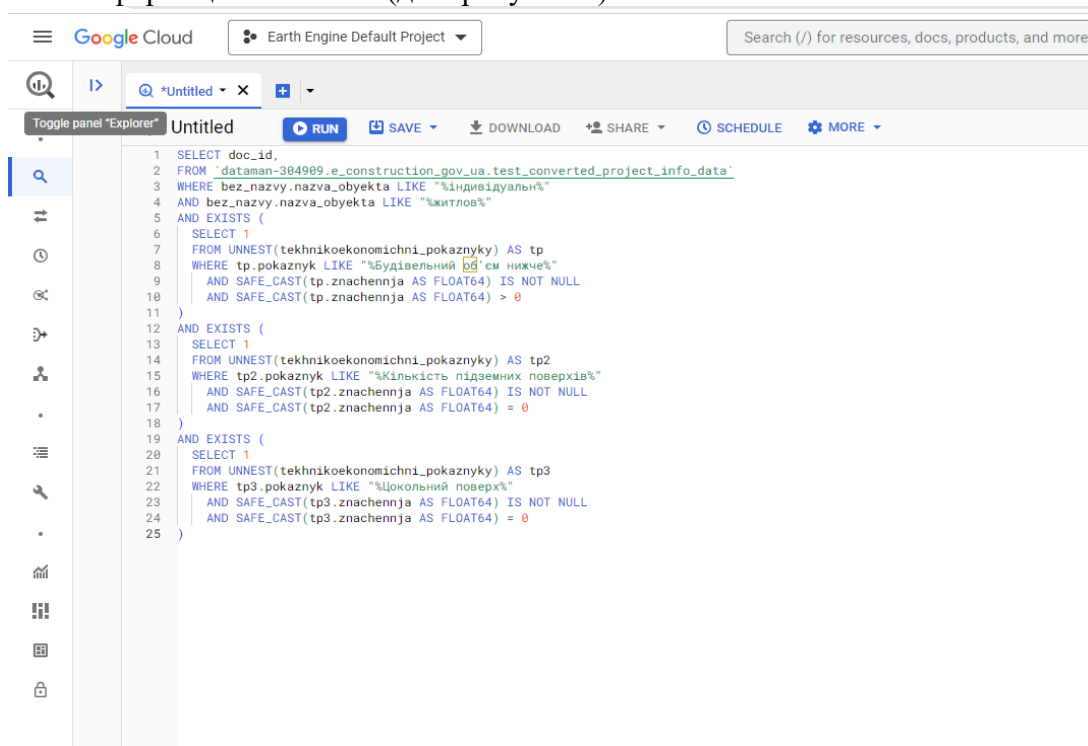 Google Cloud
Earth Engine Default Project
Search (/) for resources, docs, products, and more
*Untitled
Toggle panel "Explorer"
Untitled
RUN
SAVE
DOWNLOAD
SHARE
SCHEDULE
MORE
1 SELECT doc_id,
2 FROM `dataman-304909.e_construction_gov_ua.test_converted_project_info_data`
3 WHERE bez_nazvy.nazva_obyekta LIKE "%індивідуальн%"
4 AND bez_nazvy.nazva_obyekta LIKE "%житлов%"
5 AND EXISTS (
6 SELECT 1
7 FROM UNNEST(tekhnikoekonomichni_pokaznyky) AS tp
8 WHERE tp.pokaznyk LIKE "%Будівельний об'єм нижче%"
9 AND SAFE_CAST(tp.znachennja AS FLOAT64) IS NOT NULL
10 AND SAFE_CAST(tp.znachennja AS FLOAT64) > 0
11 )
12 AND EXISTS (
13 SELECT 1
14 FROM UNNEST(tekhnikoekonomichni_pokaznyky) AS tp2
15 WHERE tp2.pokaznyk LIKE "%Кількість підземних поверхів%"
16 AND SAFE_CAST(tp2.znachennja AS FLOAT64) IS NOT NULL
17 AND SAFE_CAST(tp2.znachennja AS FLOAT64) = 0
18 )
19 AND EXISTS (
20 SELECT 1
21 FROM UNNEST(tekhnikoekonomichni_pokaznyky) AS tp3
22 WHERE tp3.pokaznyk LIKE "%Цокольний поверх%"
23 AND SAFE_CAST(tp3.znachennja AS FLOAT64) IS NOT NULL
24 AND SAFE_CAST(tp3.znachennja AS FLOAT64) = 0
25 )